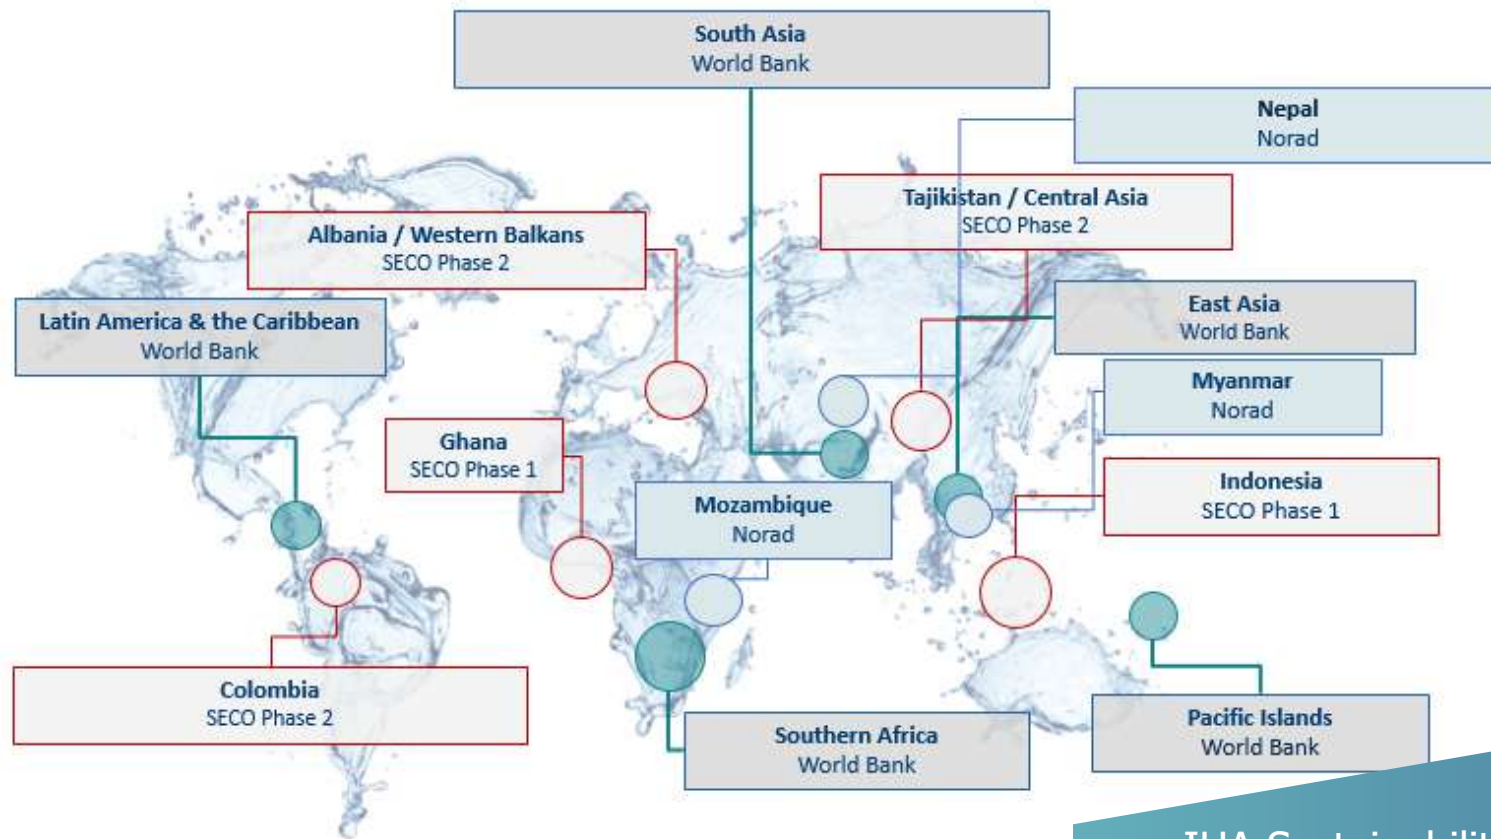 South Asia
World Bank
Nepal
Norad
Tajikistan / Central Asia
SECO Phase 2
Albania / Western Balkans
SECO Phase 2
East Asia
World Bank
Latin America & the Caribbean
World Bank
Myanmar
Norad
Ghana
SECO Phase 1
Indonesia
SECO Phase 1
Mozambique
Norad
Colombia
SECO Phase 2
Pacific Islands
World Bank
Southern Africa
World Bank